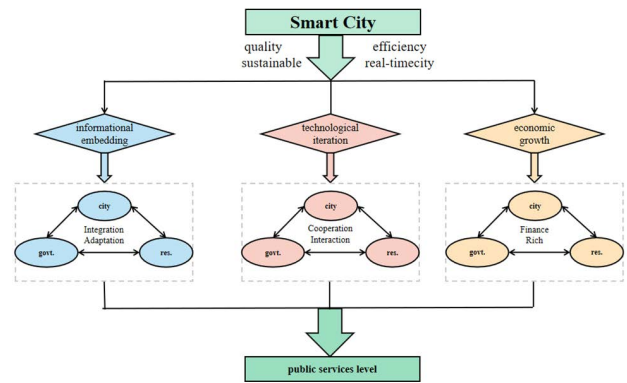 Smart City
quality efficiency
sustainable real-timecity
informational
embedding
technological
iteration
economic
growth
city
Integration
Adaptation
govt. res.
city
Cooperation
Interaction
govt. res.
city
Finance
Rich
govt. res.
public services level